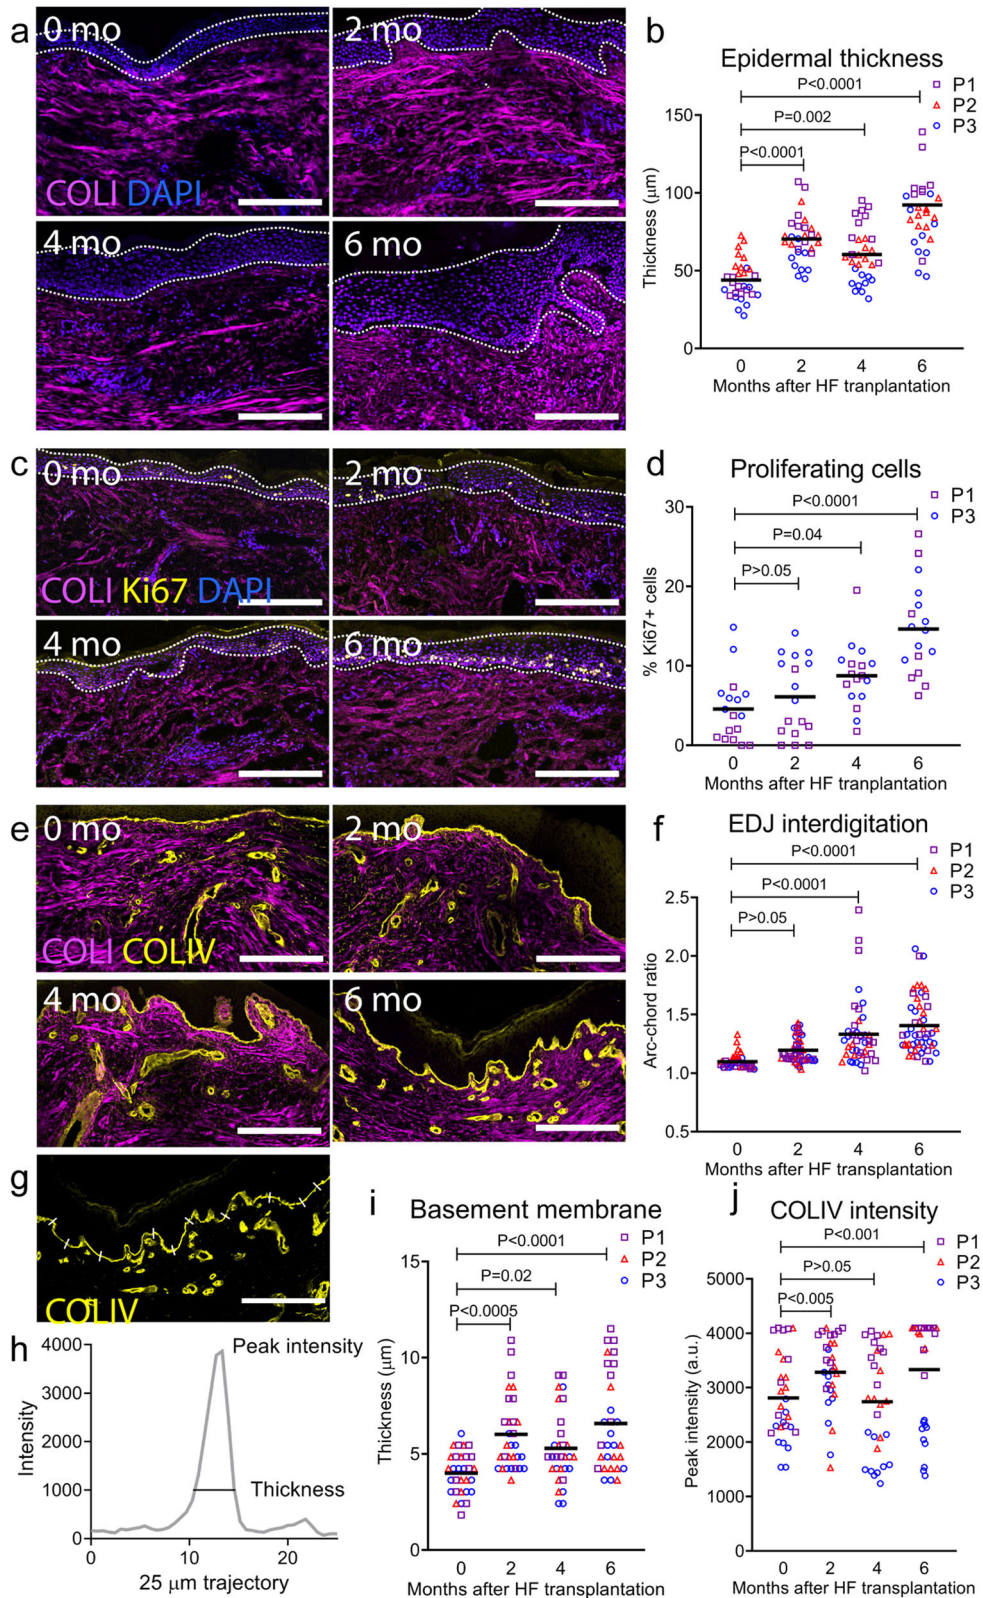 a
0 mo
2 mo
COLI DAPI
4 mo
6 mo
b
Epidermal thickness
P<0.0001
P=0.002
P<0.0001
P1
P2
P3
Thickness (μm)
150
100
50
0
0 2 4 6
Months after HF tranplantation
c
0 mo
2 mo
COLI Ki67 DAPI
4 mo
6 mo
d
Proliferating cells
P<0.0001
P=0.04
P>0.05
P1
P3
% Ki67+ cells
30
20
10
0
0 2 4 6
Months after HF tranplantation
e
0 mo
2 mo
COLI COLIV
4 mo
6 mo
f
EDJ interdigitation
P<0.0001
P<0.0001
P>0.05
P1
P2
P3
Arc-chord ratio
2.5
2.0
1.5
1.0
0.5
0 2 4 6
Months after HF transplantation
g
COLIV
h
Peak intensity
Thickness
Intensity
4000
3000
2000
1000
0
0 10 20
25 μm trajectory
i
Basement membrane
P<0.0001
P=0.02
P<0.0005
P1
P2
P3
Thickness (μm)
15
10
5
0
0 2 4 6
Months after HF transplantation
j
COLIV intensity
P<0.001
P>0.05
P<0.005
P1
P2
P3
Peak intensity (a.u.)
5000
4000
3000
2000
1000
0
0 2 4 6
Months after HF transplantation